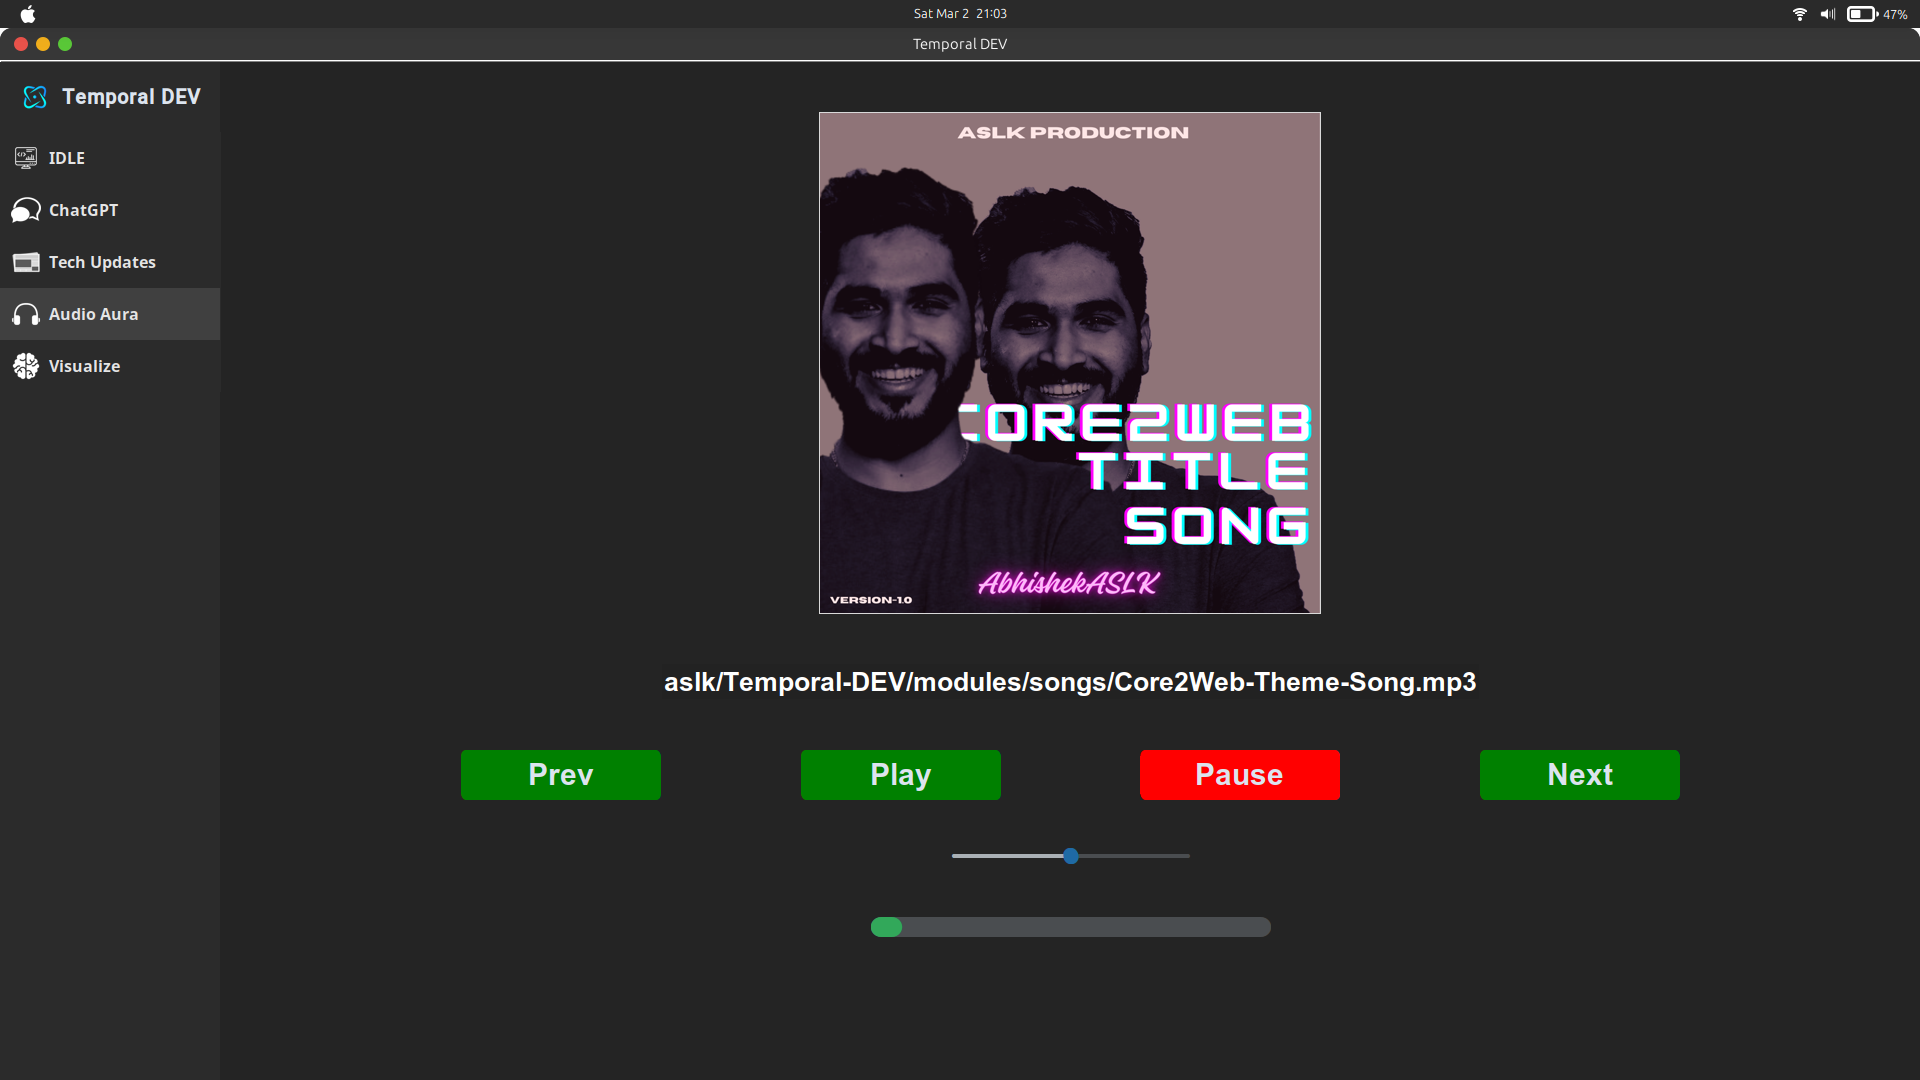 Sat Mar 2 21:03
47%
Temporal DEV
Temporal DEV
IDLE
ChatGPT
Tech Updates
Audio Aura
Visualize
ASLK PRODUCTION
CORE2WEB
TITLE
SONG
AbhishekASLK
VERSION-1.0
aslk/Temporal-DEV/modules/songs/Core2Web-Theme-Song.mp3
Prev
Play
Pause
Next